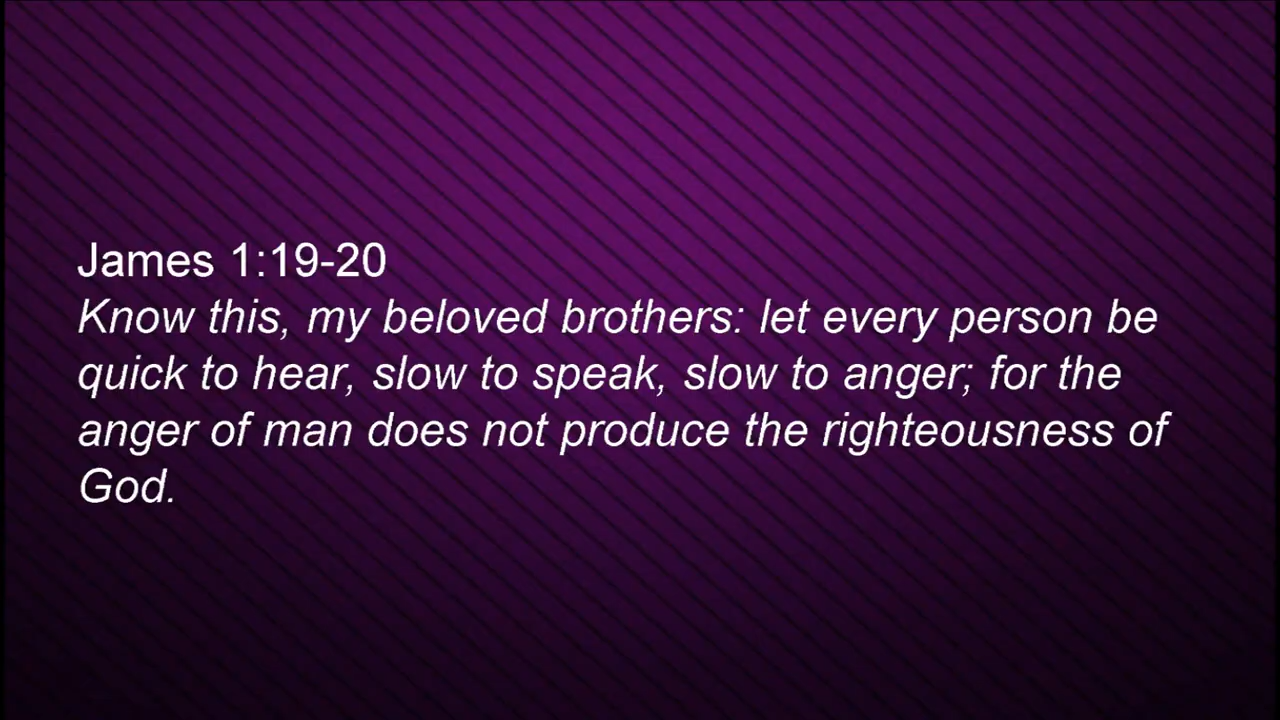 James 1:19-20
Know this, my beloved brothers: let every person be
quick to hear, slow to speak, slow to anger; for the
anger of man does not produce the righteousness of
God.